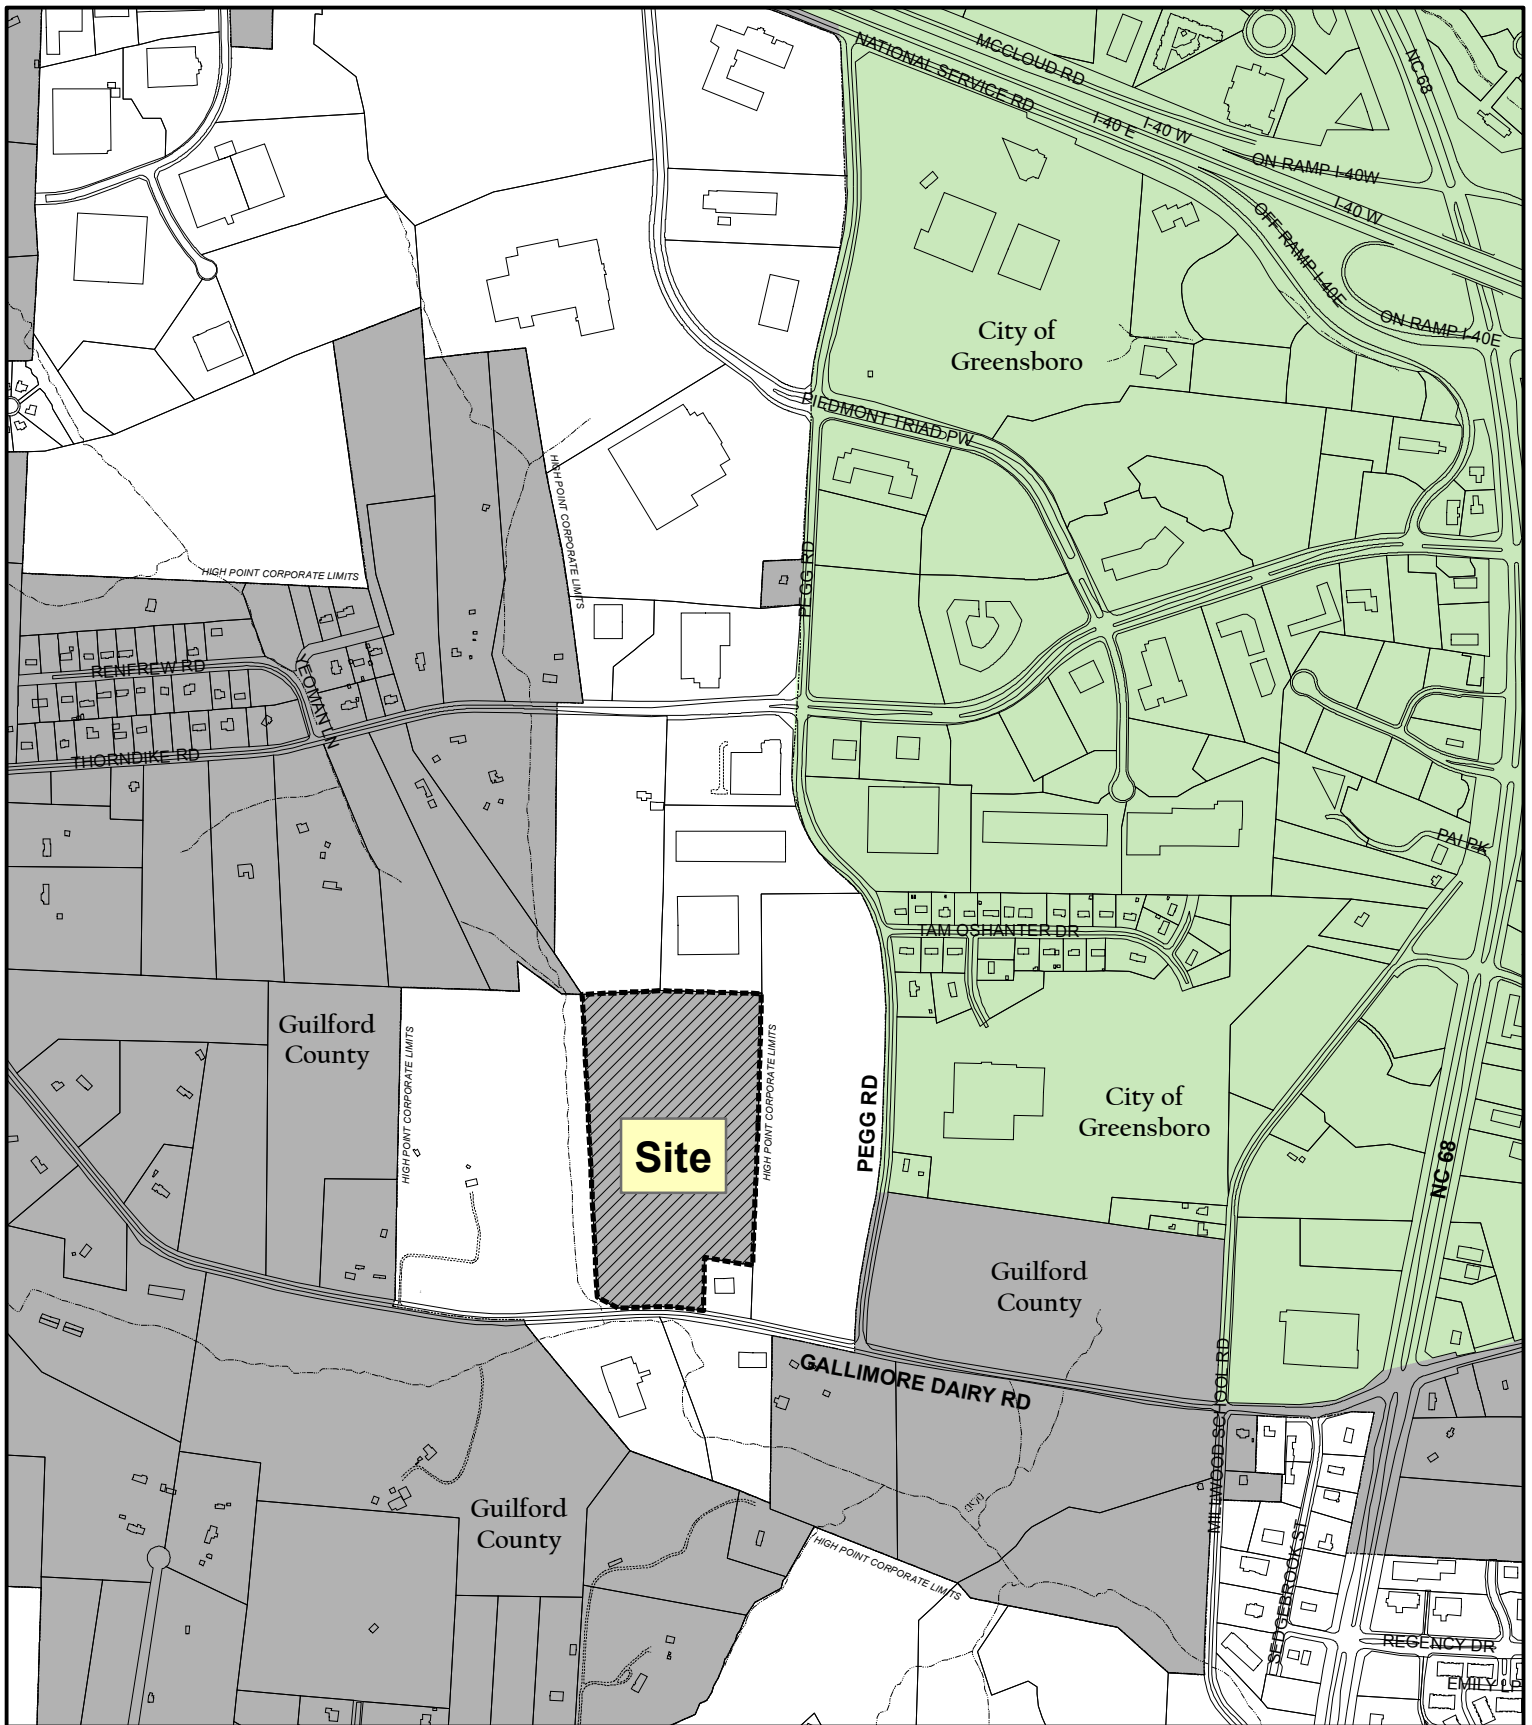 MCCLOUD RD
NATIONAL SERVICE RD
NC 68
I-40 E
I-40 W
ON RAMP I-40W
I-40 W
OFF RAMP I-40E
ON RAMP I-40E
City of
Greensboro
PIEDMONT TRIAD PW
HIGH POINT CORPORATE LIMITS
HIGH POINT CORPORATE LIMITS
PEGG RD
RENFREW RD
YEOMAN LN
THORNDIKE RD
PAI PK
TAM OSHANTER DR
Guilford
County
HIGH POINT CORPORATE LIMITS
HIGH POINT CORPORATE LIMITS
Site
PEGG RD
City of
Greensboro
NC 68
Guilford
County
GALLIMORE DAIRY RD
MILLWOOD SCHOOL RD
Guilford
County
HIGH POINT CORPORATE LIMITS
SEDGEBROOK ST
REGENCY DR
EMILY LP